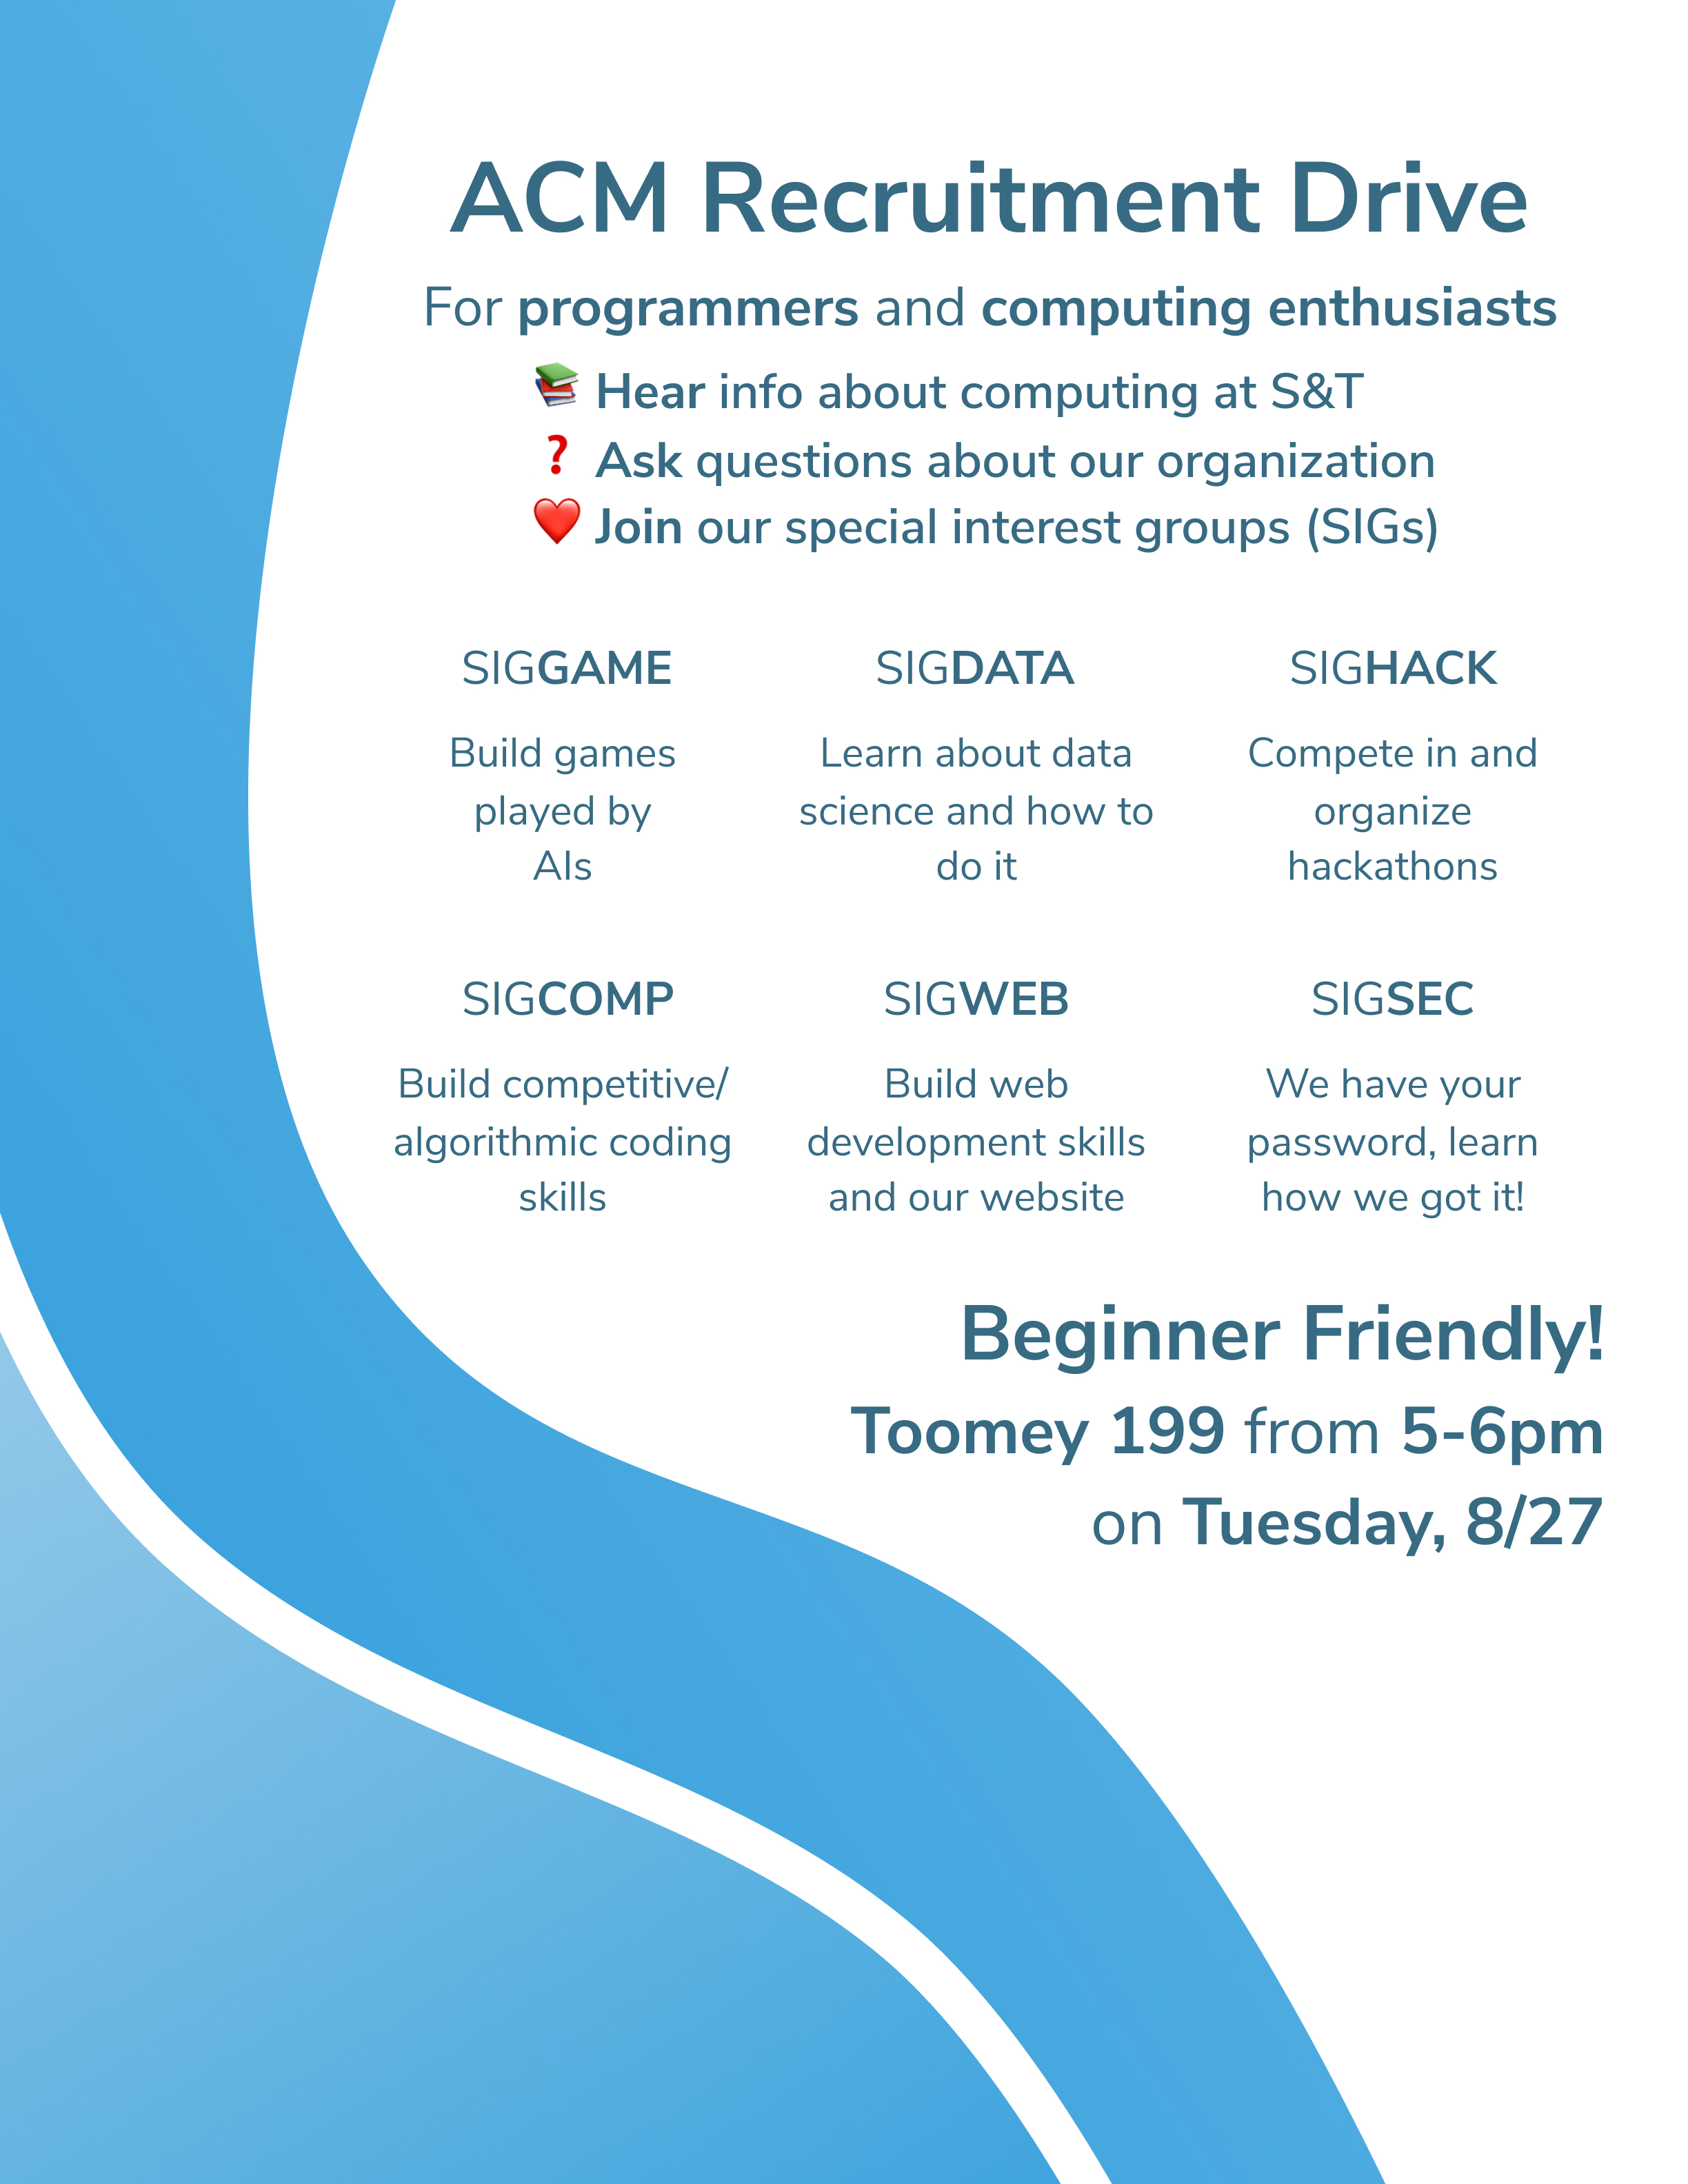 ACM Recruitment Drive
For programmers and computing enthusiasts
📚 Hear info about computing at S&T
❓ Ask questions about our organization
❤️ Join our special interest groups (SIGs)
SIGGAME
Build games
played by
AIs
SIGDATA
Learn about data
science and how to
do it
SIGHACK
Compete in and
organize
hackathons
SIGCOMP
Build competitive/
algorithmic coding
skills
SIGWEB
Build web
development skills
and our website
SIGSEC
We have your
password, learn
how we got it!
Beginner Friendly!
Toomey 199 from 5-6pm
on Tuesday, 8/27